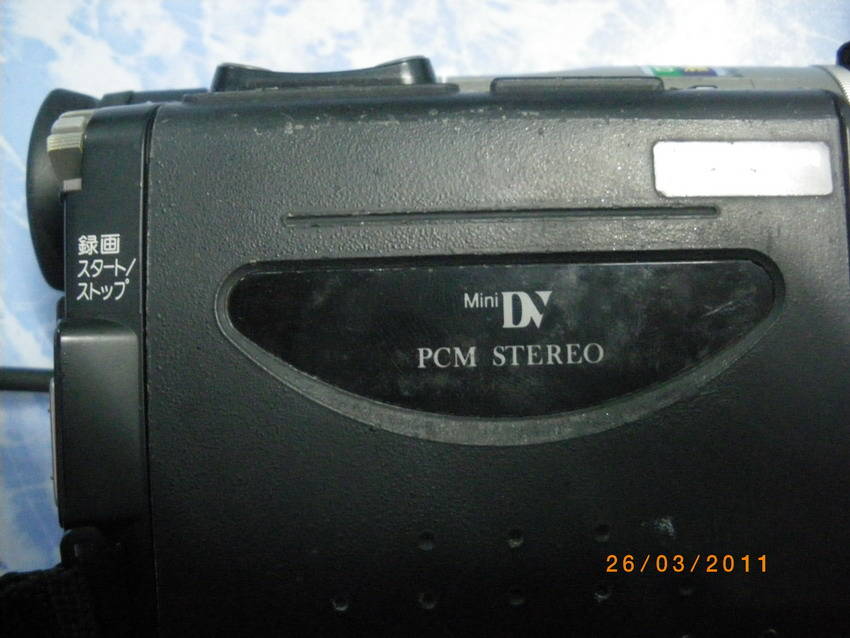 録画
スタート/
ストップ
Mini DV
PCM STEREO
26/03/2011